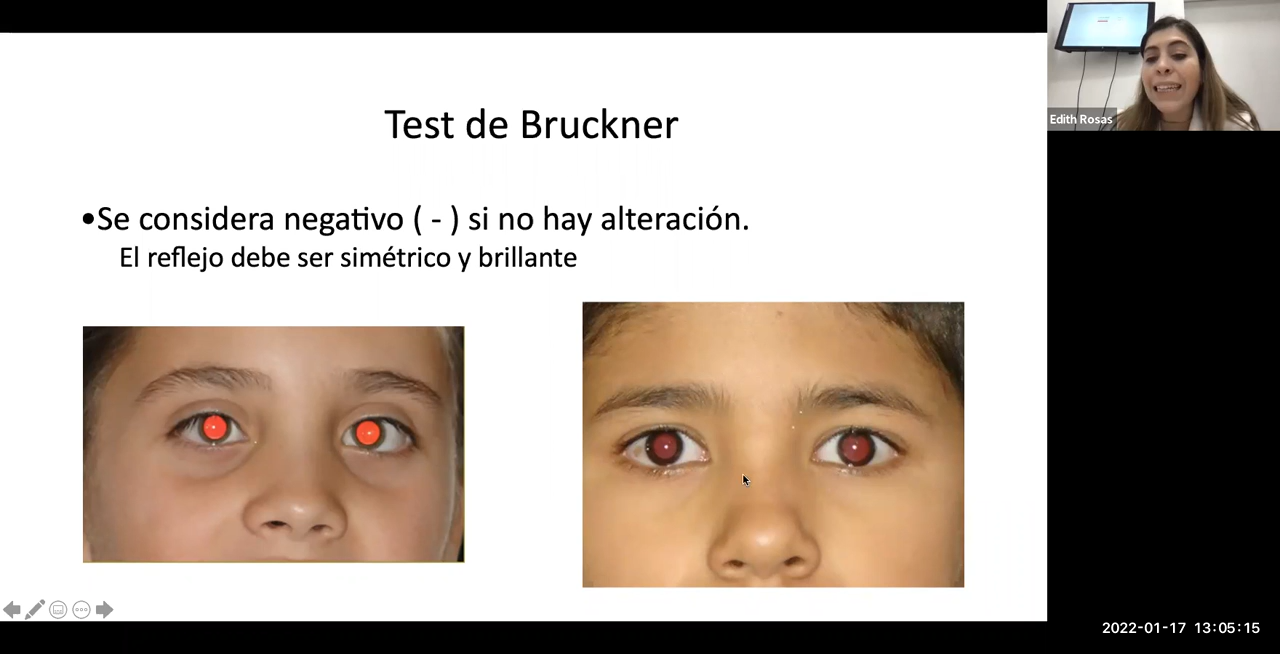 Test de Bruckner
•Se considera negativo ( - ) si no hay alteración.
El reflejo debe ser simétrico y brillante
Edith Rosas
2022-01-17 13:05:15